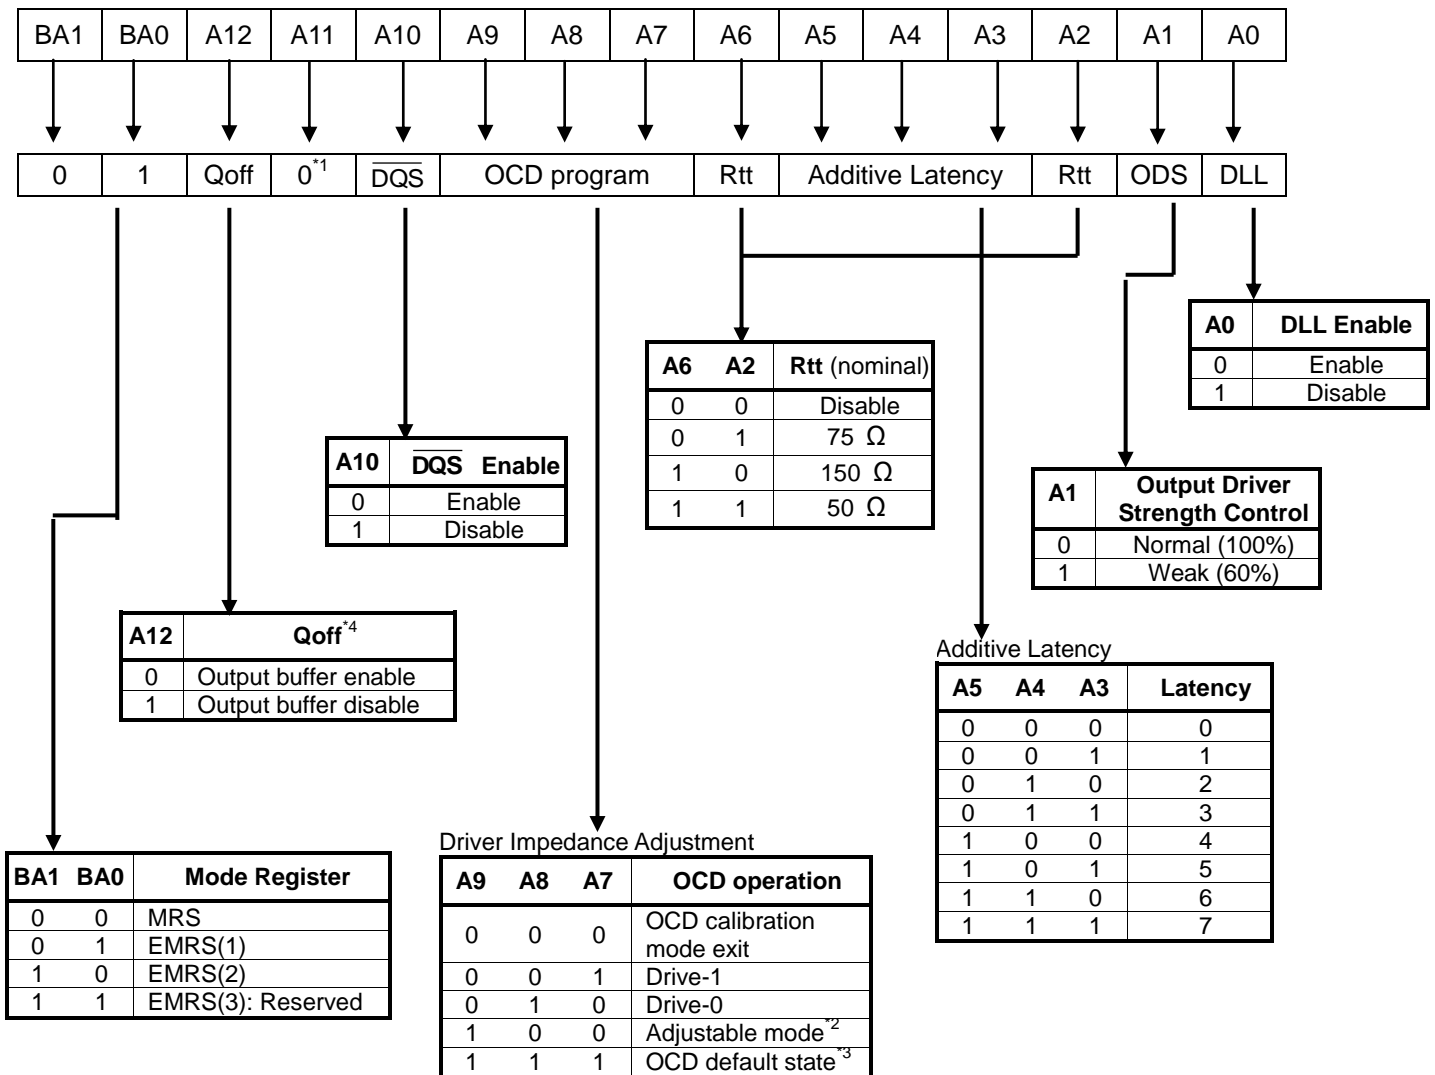 BA1 BA0 A12 A11 A10 A9 A8 A7 A6 A5 A4 A3 A2 A1 A0
0 1 Qoff 0*1 DQS OCD program Rtt Additive Latency Rtt ODS DLL
A0 DLL Enable
0 Enable
1 Disable
A6 A2 Rtt (nominal)
0 0 Disable
0 1 75 Ω
1 0 150 Ω
1 1 50 Ω
A10 DQS Enable
0 Enable
1 Disable
A1 Output Driver
Strength Control
0 Normal (100%)
1 Weak (60%)
A12 Qoff*4
0 Output buffer enable
1 Output buffer disable
Additive Latency
A5 A4 A3 Latency
0 0 0 0
0 0 1 1
0 1 0 2
0 1 1 3
1 0 0 4
1 0 1 5
1 1 0 6
1 1 1 7
BA1 BA0 Mode Register
0 0 MRS
0 1 EMRS(1)
1 0 EMRS(2)
1 1 EMRS(3): Reserved
Driver Impedance Adjustment
A9 A8 A7 OCD operation
0 0 0 OCD calibration
mode exit
0 0 1 Drive-1
0 1 0 Drive-0
1 0 0 Adjustable mode*2
1 1 1 OCD default state*3